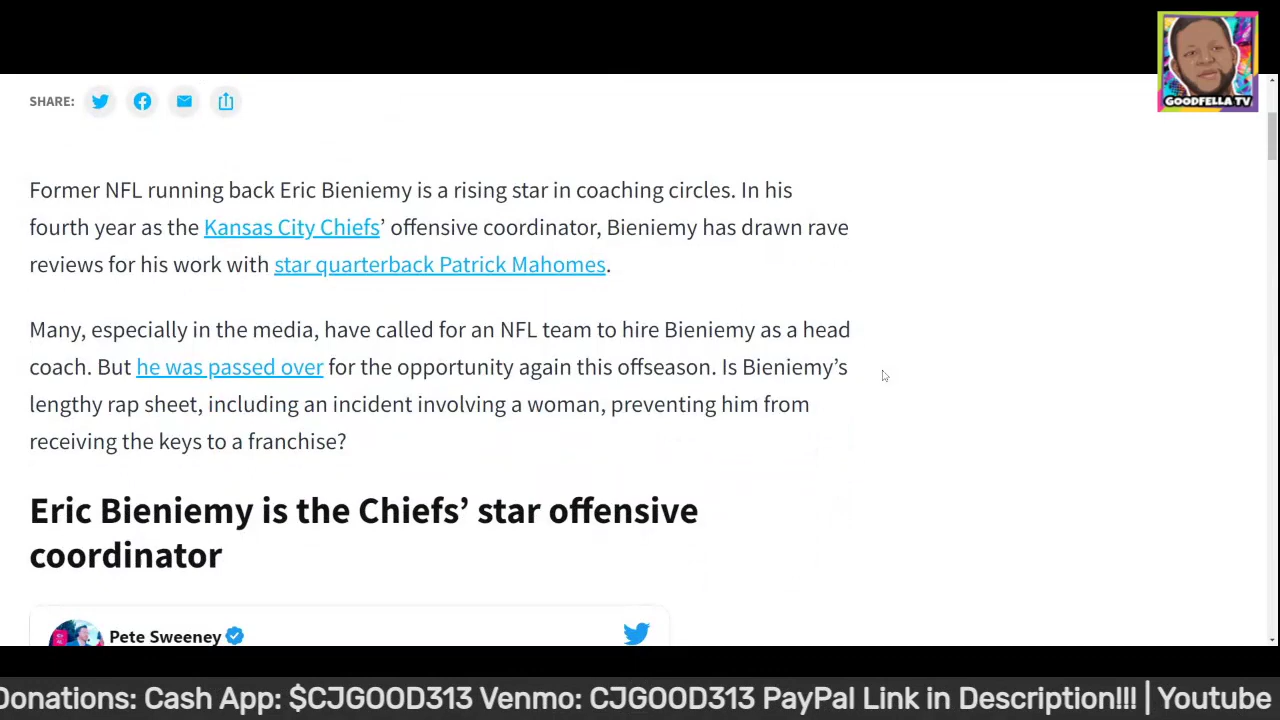 GOODFELLA TV
SHARE:
Former NFL running back Eric Bieniemy is a rising star in coaching circles. In his
fourth year as the Kansas City Chiefs’ offensive coordinator, Bieniemy has drawn rave
reviews for his work with star quarterback Patrick Mahomes.
Many, especially in the media, have called for an NFL team to hire Bieniemy as a head
coach. But he was passed over for the opportunity again this offseason. Is Bieniemy’s
lengthy rap sheet, including an incident involving a woman, preventing him from
receiving the keys to a franchise?
Eric Bieniemy is the Chiefs’ star offensive
coordinator
Pete Sweeney
Donations: Cash App: $CJGOOD313 Venmo: CJGOOD313 PayPal Link in Description!!! | Youtube